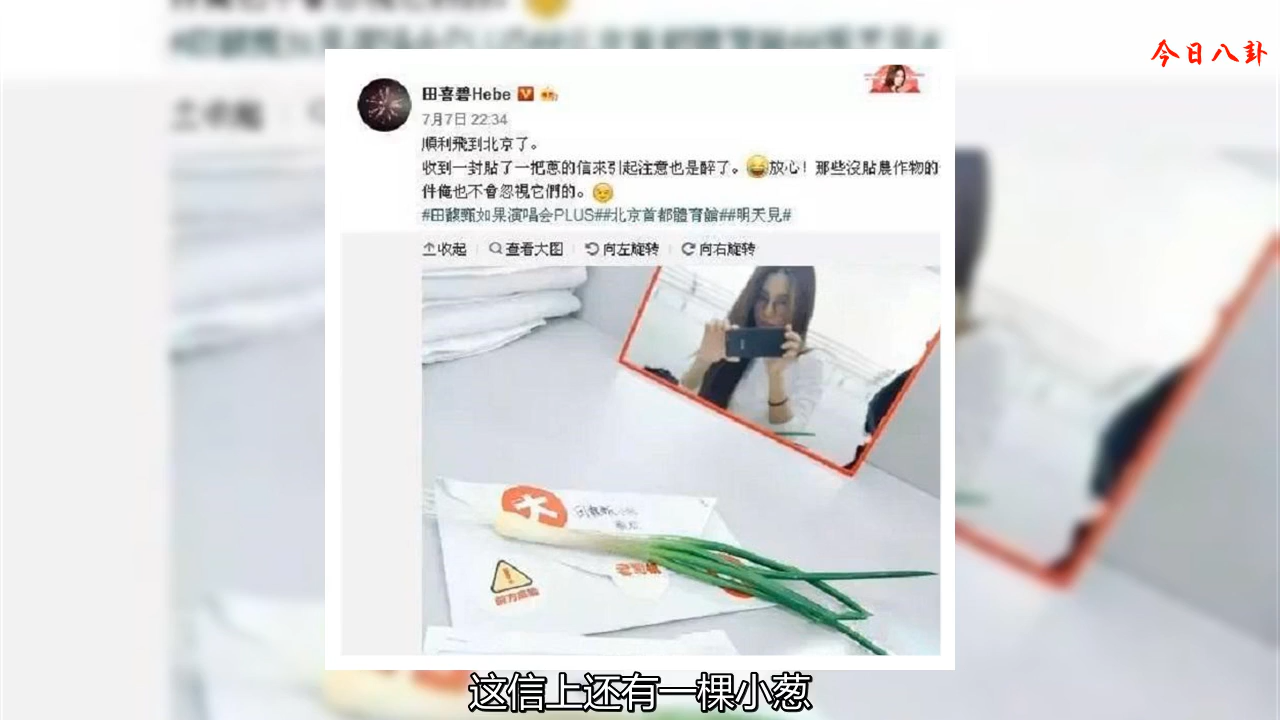 今日八卦
田喜碧Hebe
7月7日 22:34
順利飛到北京了。
收到一封貼了一把蔥的信來引起注意也是醉了。放心！那些沒貼農作物的
件俺也不會忽視它們的。
#田馥甄如果演唱会PLUS##北京首都體育館##明天見#
收起 查看大图 向左旋转 向右旋转
大
这信上还有一棵小葱